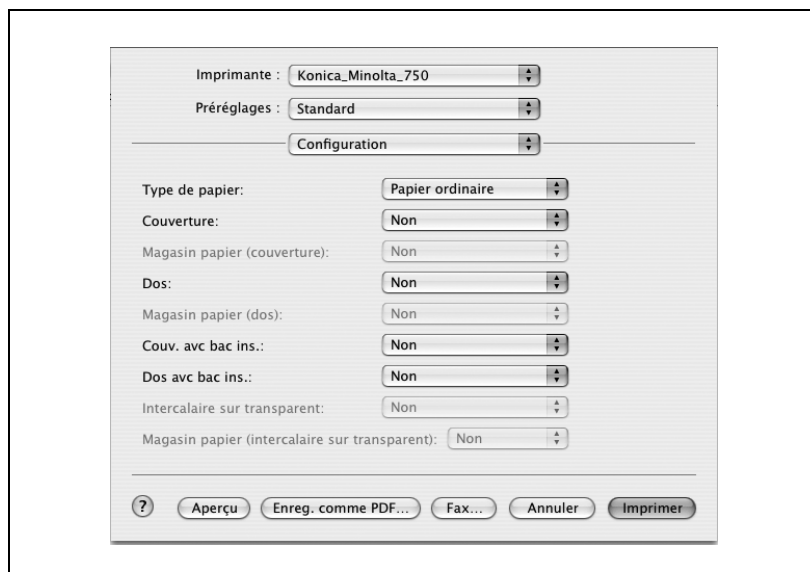 Imprimante : Konica_Minolta_750
Préréglages : Standard
Configuration
Type de papier: Papier ordinaire
Couverture: Non
Magasin papier (couverture): Non
Dos: Non
Magasin papier (dos): Non
Couv. avc bac ins.: Non
Dos avc bac ins.: Non
Intercalaire sur transparent: Non
Magasin papier (intercalaire sur transparent): Non
? Aperçu Enreg. comme PDF... Fax... Annuler Imprimer